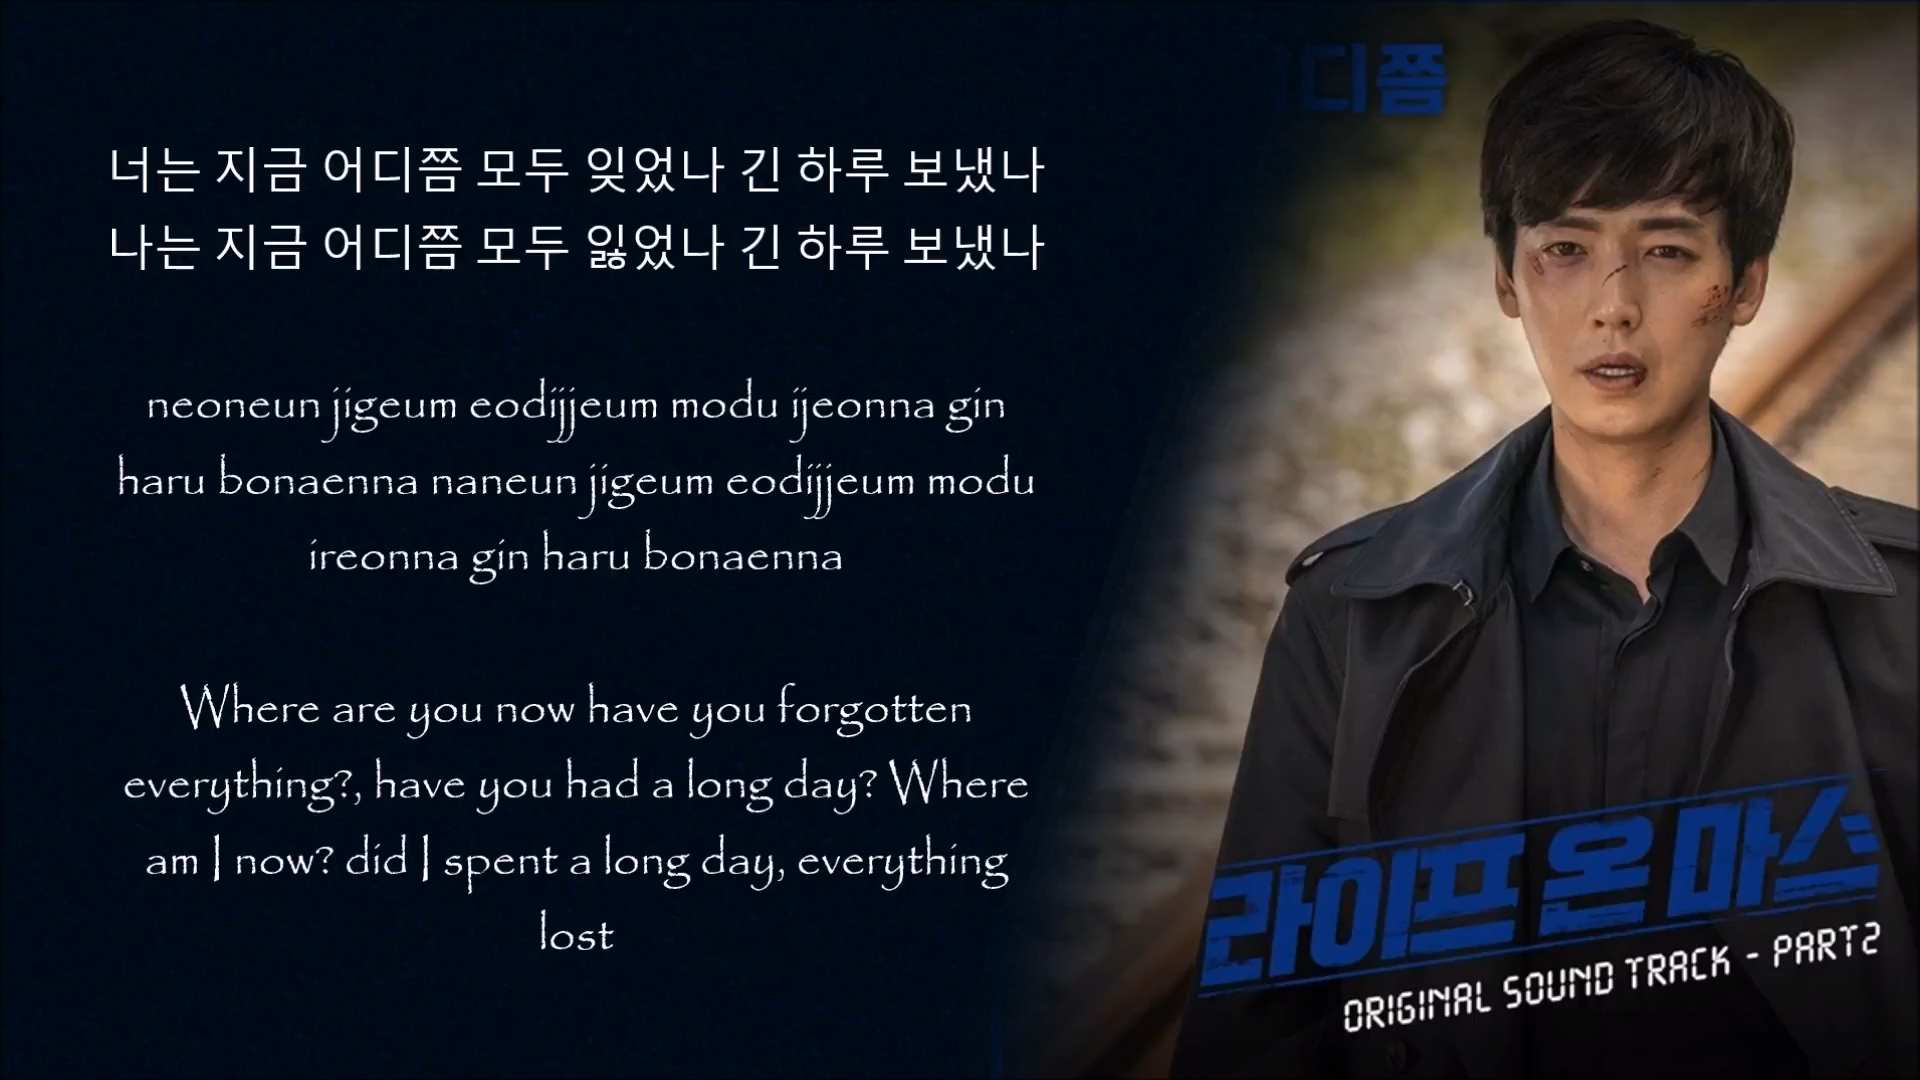 디쯤
너는 지금 어디쯤 모두 잊었나 긴 하루 보냈나
나는 지금 어디쯤 모두 잃었나 긴 하루 보냈나
neoneun jigeum eodijjeum modu ijeonna gin
haru bonaenna naneun jigeum eodijjeum modu
ireonna gin haru bonaenna
Where are you now have you forgotten
everything?, have you had a long day? Where
am I now? did I spent a long day, everything
lost
라이프 온 마스
ORIGINAL SOUND TRACK - PART2